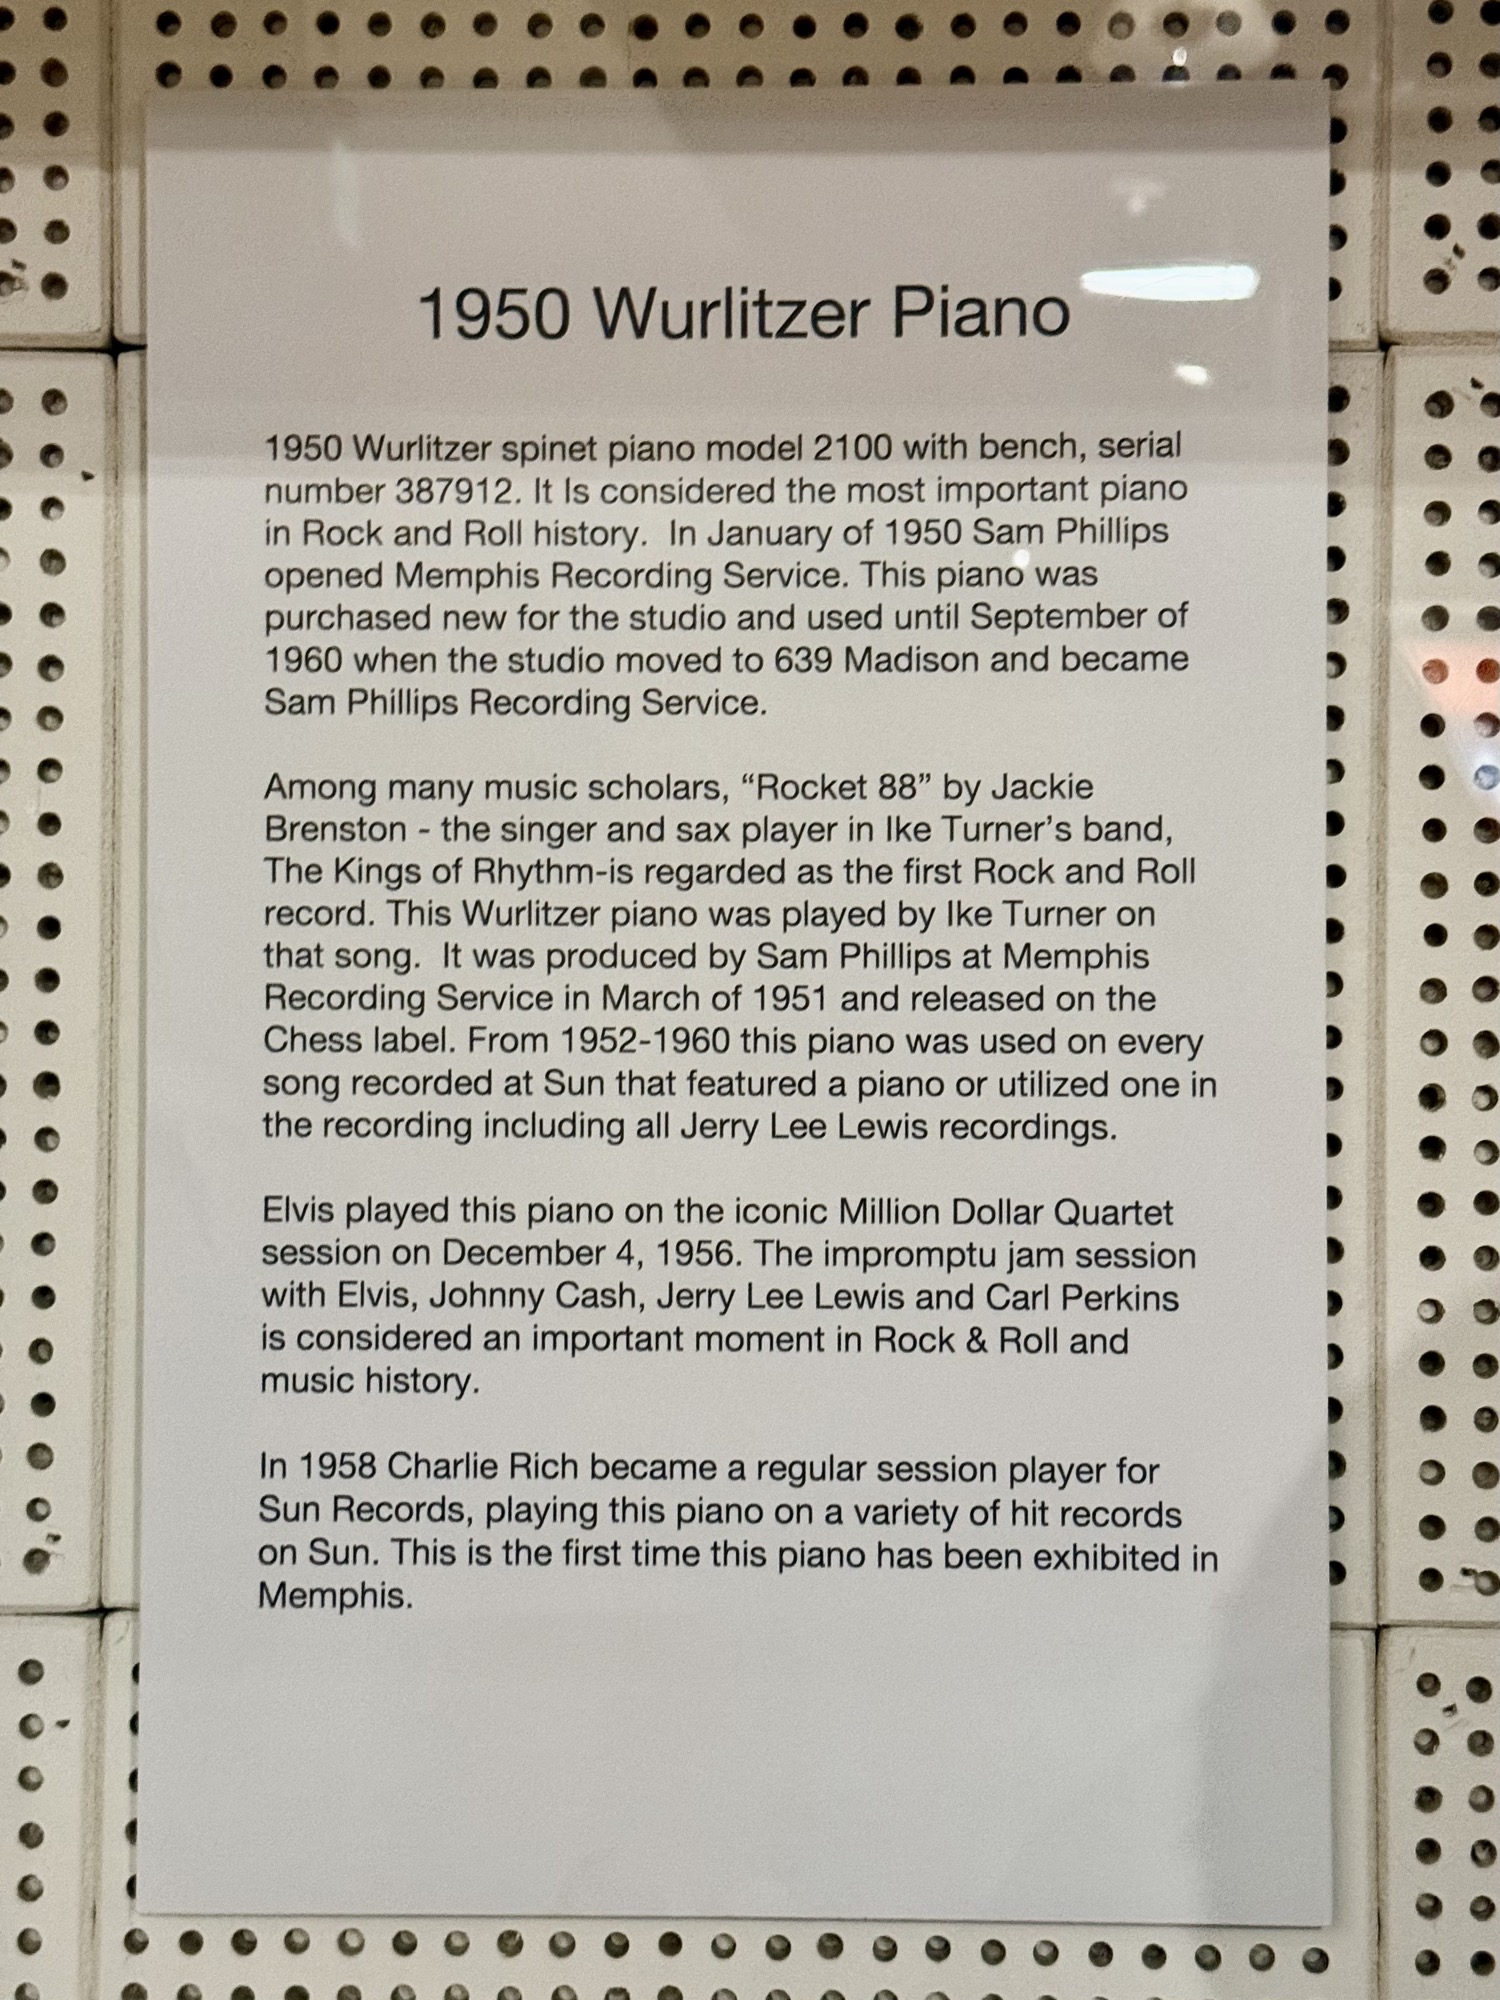 1950 Wurlitzer Piano
1950 Wurlitzer spinet piano model 2100 with bench, serial
number 387912. It Is considered the most important piano
in Rock and Roll history.  In January of 1950 Sam Phillips
opened Memphis Recording Service. This piano was
purchased new for the studio and used until September of
1960 when the studio moved to 639 Madison and became
Sam Phillips Recording Service.
Among many music scholars, “Rocket 88” by Jackie
Brenston - the singer and sax player in Ike Turner’s band,
The Kings of Rhythm-is regarded as the first Rock and Roll
record. This Wurlitzer piano was played by Ike Turner on
that song.  It was produced by Sam Phillips at Memphis
Recording Service in March of 1951 and released on the
Chess label. From 1952-1960 this piano was used on every
song recorded at Sun that featured a piano or utilized one in
the recording including all Jerry Lee Lewis recordings.
Elvis played this piano on the iconic Million Dollar Quartet
session on December 4, 1956. The impromptu jam session
with Elvis, Johnny Cash, Jerry Lee Lewis and Carl Perkins
is considered an important moment in Rock & Roll and
music history.
In 1958 Charlie Rich became a regular session player for
Sun Records, playing this piano on a variety of hit records
on Sun. This is the first time this piano has been exhibited in
Memphis.